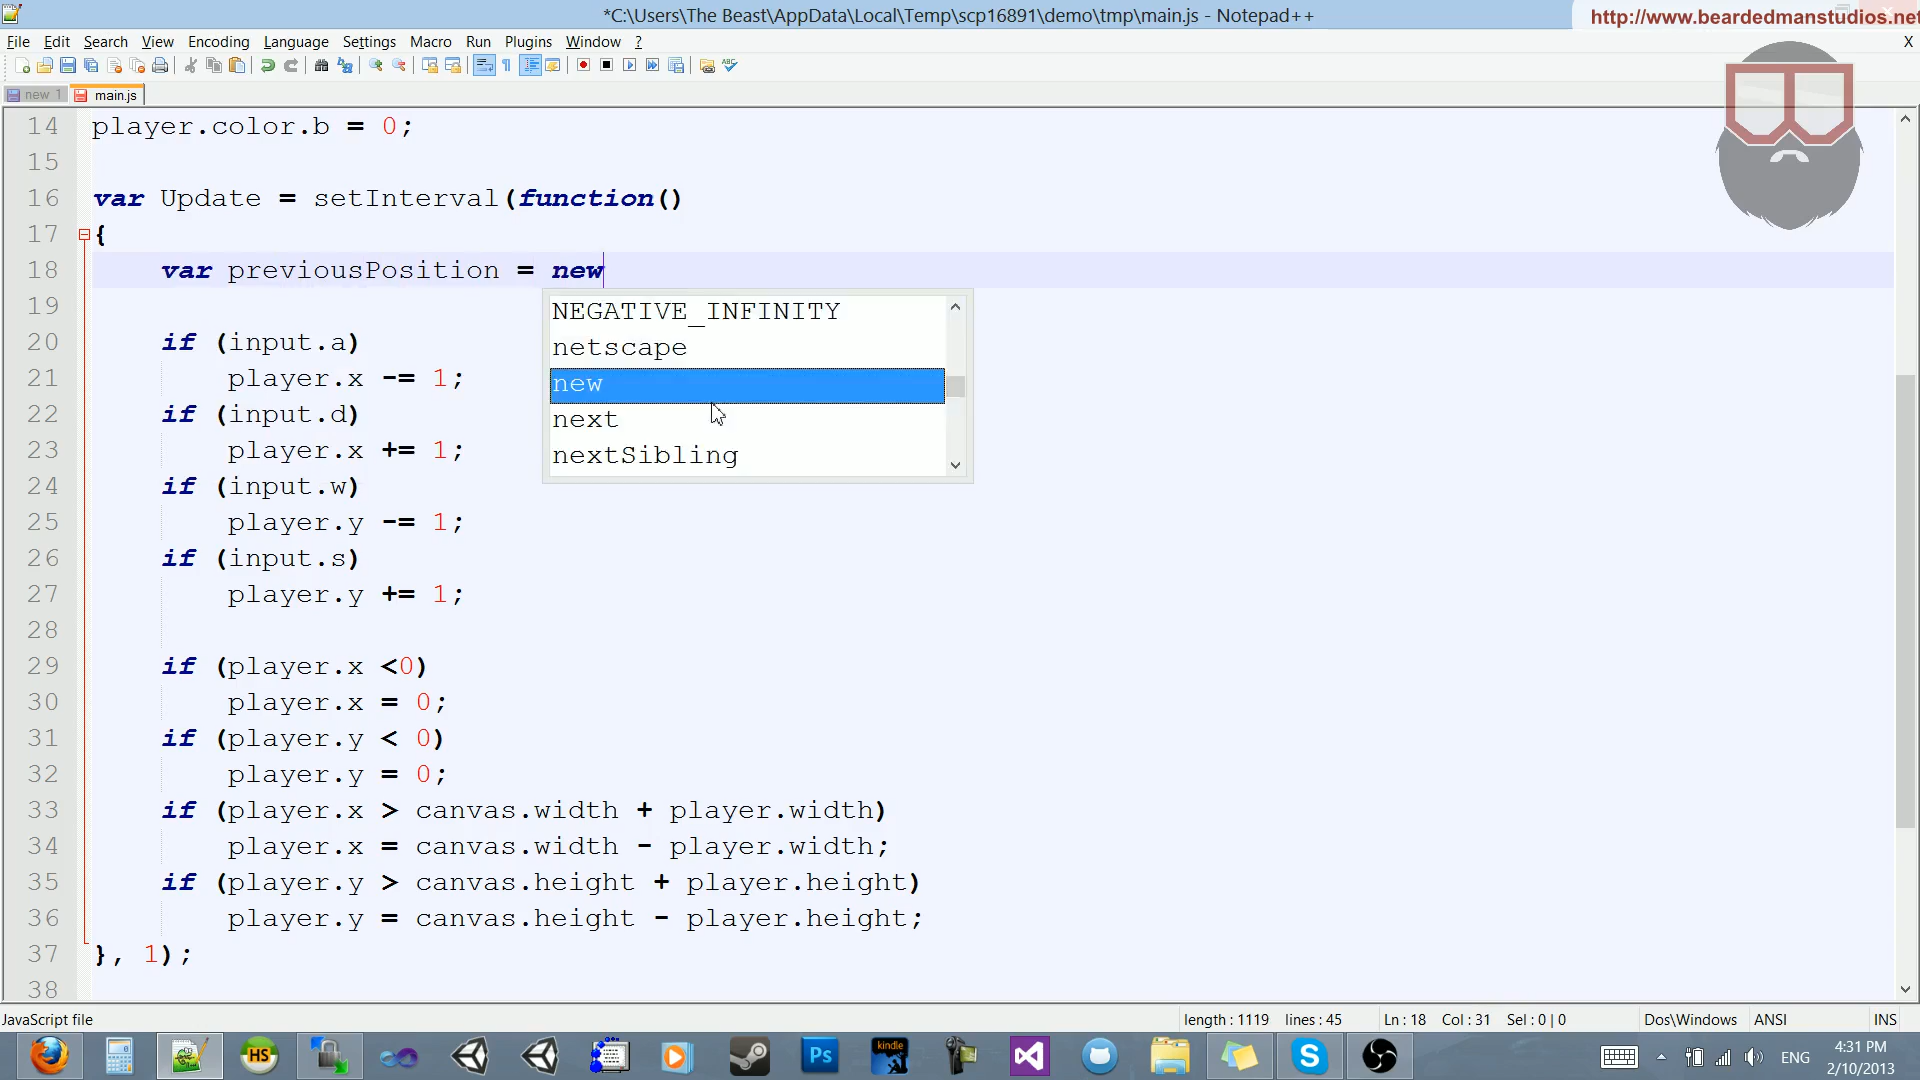 *C:\Users\The Beast\AppData\Local\Temp\scp16891\demo\tmp\main.js - Notepad++
http://www.beardedmanstudios.net
File Edit Search View Encoding Language Settings Macro Run Plugins Window ? X
new 1 main.js
14 player.color.b = 0;
15
16 var Update = setInterval(function()
17 {
18 var previousPosition = new
19
NEGATIVE_INFINITY
netscape
new
next
nextSibling
20 if (input.a)
21 player.x -= 1;
22 if (input.d)
23 player.x += 1;
24 if (input.w)
25 player.y -= 1;
26 if (input.s)
27 player.y += 1;
28
29 if (player.x <0)
30 player.x = 0;
31 if (player.y < 0)
32 player.y = 0;
33 if (player.x > canvas.width + player.width)
34 player.x = canvas.width - player.width;
35 if (player.y > canvas.height + player.height)
36 player.y = canvas.height - player.height;
37 }, 1);
38
JavaScript file length : 1119 lines : 45 Ln : 18 Col : 31 Sel : 0 | 0 Dos\Windows ANSI INS
HS Ps kindle S ENG 4:31 PM
2/10/2013